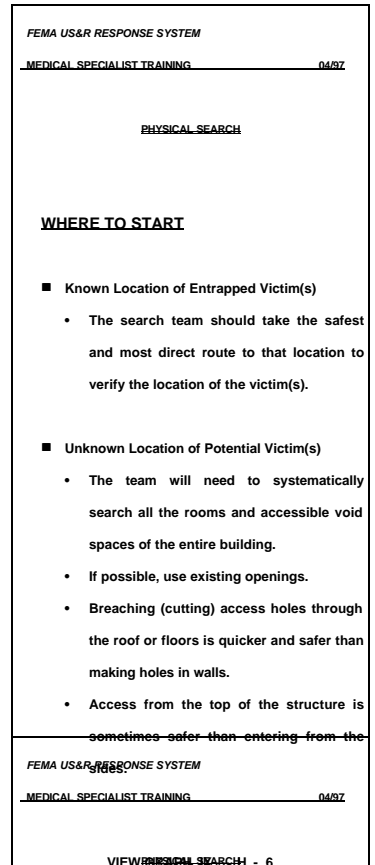 FEMA US&R RESPONSE SYSTEM
MEDICAL SPECIALIST TRAINING 04/97
PHYSICAL SEARCH
WHERE TO START
■ Known Location of Entrapped Victim(s)
• The search team should take the safest
and most direct route to that location to
verify the location of the victim(s).
■ Unknown Location of Potential Victim(s)
• The team will need to systematically
search all the rooms and accessible void
spaces of the entire building.
• If possible, use existing openings.
• Breaching (cutting) access holes through
the roof or floors is quicker and safer than
making holes in walls.
• Access from the top of the structure is
sometimes safer than entering from the
sides.
FEMA US&R RESPONSE SYSTEM
MEDICAL SPECIALIST TRAINING 04/97
PHYSICAL SEARCH
- 6